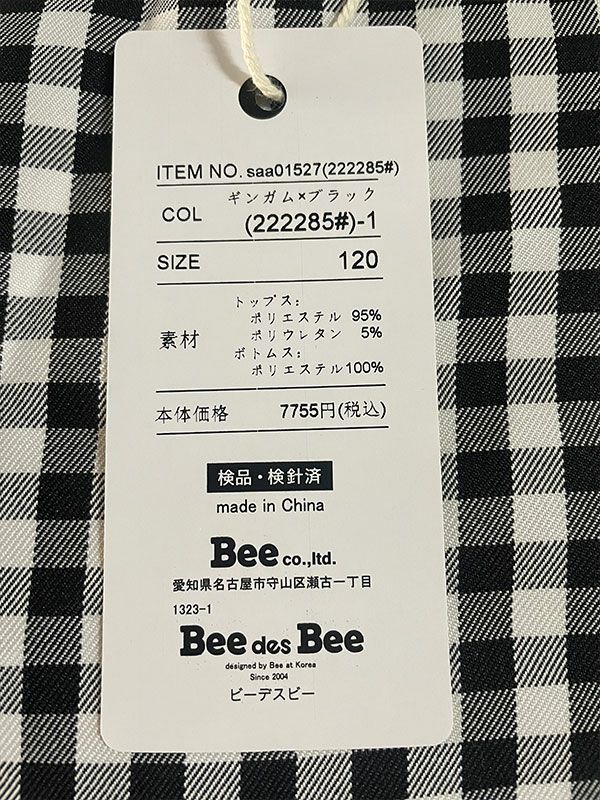 ITEM NO. saa01527(222285#)
COL ギンガム×ブラック
(222285#)-1
SIZE 120
素材
トップス:
ポリエステル 95%
ポリウレタン 5%
ボトムス:
ポリエステル100%
本体価格 7755円(税込)
検品・検針済
made in China
Bee co.,ltd.
愛知県名古屋市守山区瀬古一丁目
1323-1
Bee des Bee
designed by Bee at Korea
Since 2004
ビーデスビー